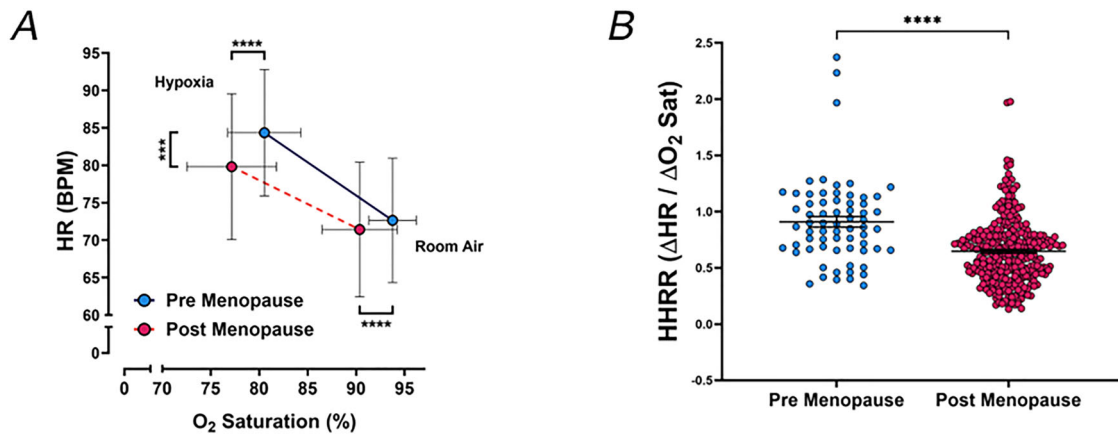 A
HR (BPM)
95
90
85
80
75
70
65
60
0
****
Hypoxia
***
Room Air
Pre Menopause
Post Menopause
****
0 70 75 80 85 90 95
O2 Saturation (%)
B
****
HHRR (ΔHR / ΔO2 Sat)
2.5
2.0
1.5
1.0
0.5
0.0
-0.5
Pre Menopause Post Menopause